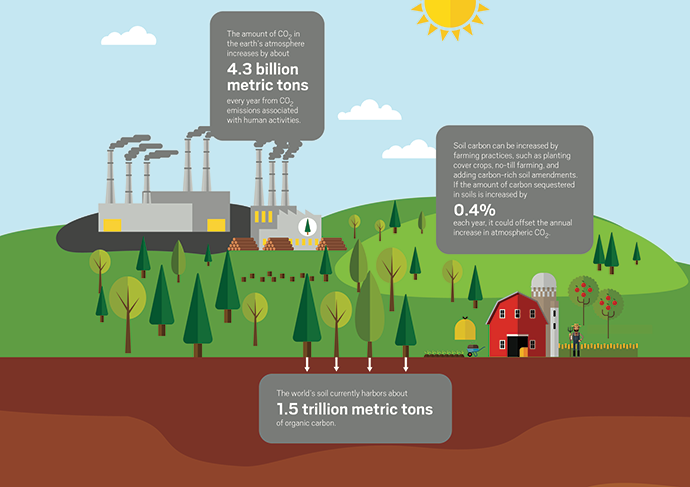 The amount of CO2 in
the earth's atmosphere
increases by about
4.3 billion
metric tons
every year from CO2
emissions associated
with human activities.
Soil carbon can be increased by
farming practices, such as planting
cover crops, no-till farming, and
adding carbon-rich soil amendments.
If the amount of carbon sequestered
in soils is increased by
0.4%
each year, it could offset the annual
increase in atmospheric CO2.
The world's soil currently harbors about
1.5 trillion metric tons
of organic carbon.